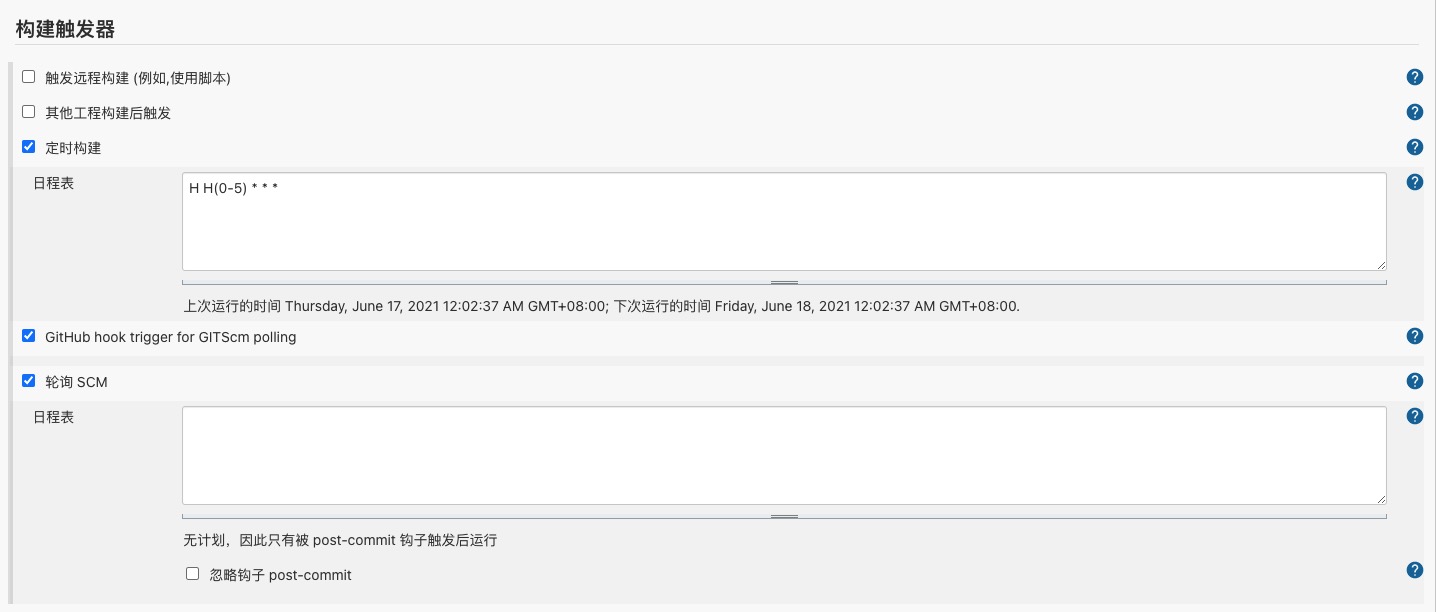 构建触发器
触发远程构建 (例如,使用脚本)
其他工程构建后触发
定时构建
日程表
H H(0-5) * * *
上次运行的时间 Thursday, June 17, 2021 12:02:37 AM GMT+08:00; 下次运行的时间 Friday, June 18, 2021 12:02:37 AM GMT+08:00.
GitHub hook trigger for GITScm polling
轮询 SCM
日程表
无计划，因此只有被 post-commit 钩子触发后运行
忽略钩子 post-commit